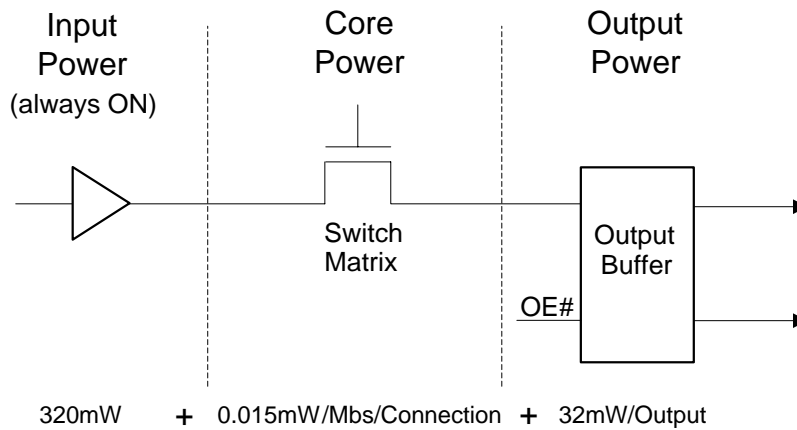 Input
Power
(always ON)
Core
Power
Output
Power
Switch
Matrix
Output
Buffer
OE#
320mW + 0.015mW/Mbs/Connection + 32mW/Output